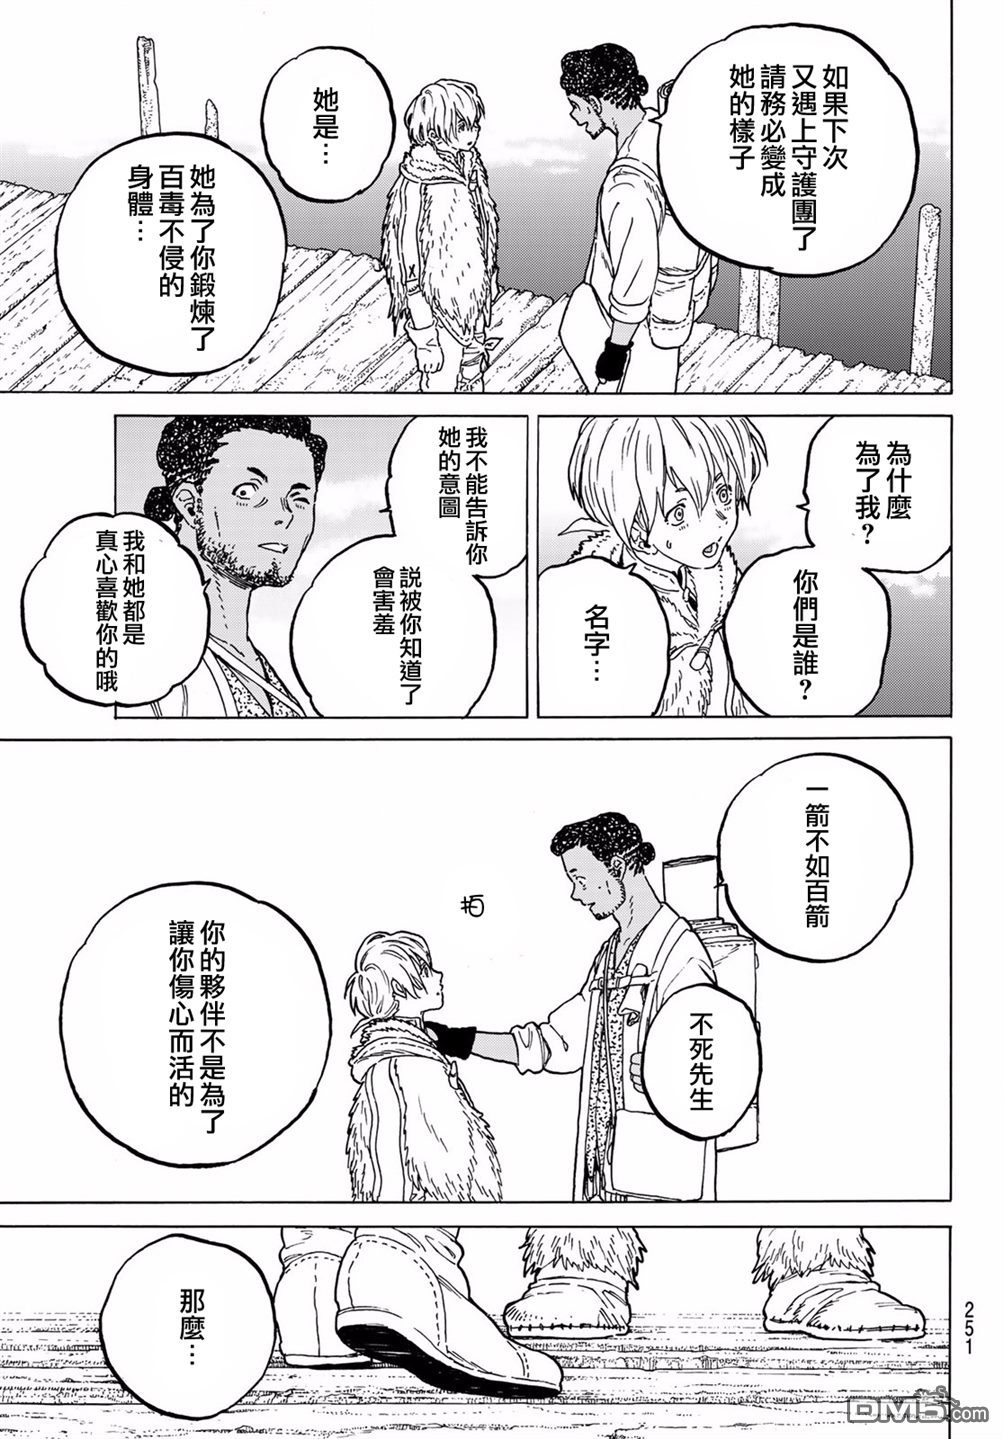 如果下次
又遇上守護團了
請務必變成
她的樣子
她是…
她為了你鍛煉了
百毒不侵的
身體…
為什麼
為了我?
你們是誰?
名字…
我不能告訴你
她的意圖
説被你知道了
會害羞
我和她都是
真心喜歡你的哦
一箭不如百箭
拍
不死先生
你的夥伴不是為了
讓你傷心而活的
那麼…
251
DM5.com